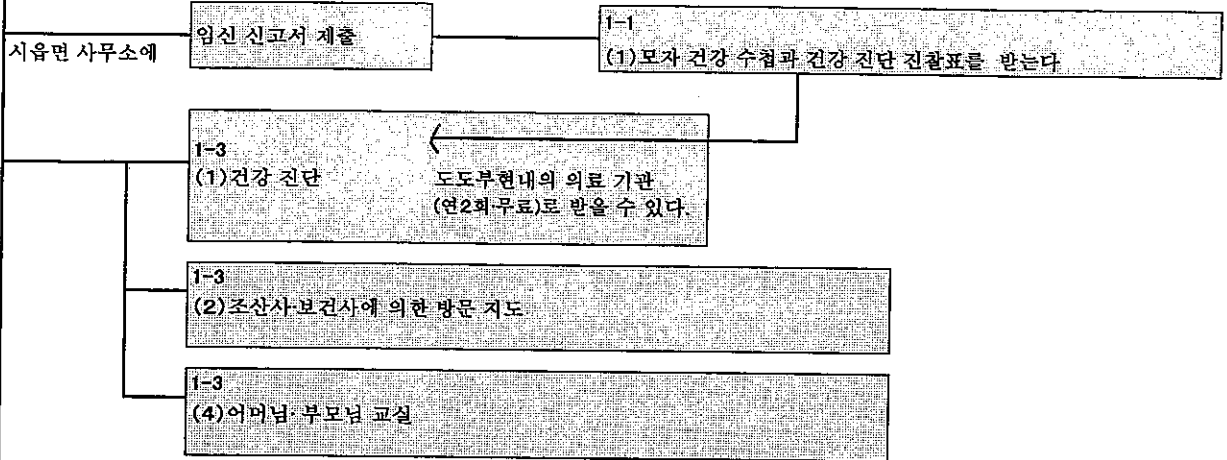 시읍면 사무소에
임신 신고서 제출
1-1
(1)모자 건강 수첩과 건강 진단 진찰표를 받는다
1-3
(1)건강 진단
도도부현내의 의료 기관
(연2회·무료)로 받을 수 있다.
1-3
(2)조산사·보건사에 의한 방문 지도
1-3
(4)어머님·부모님 교실